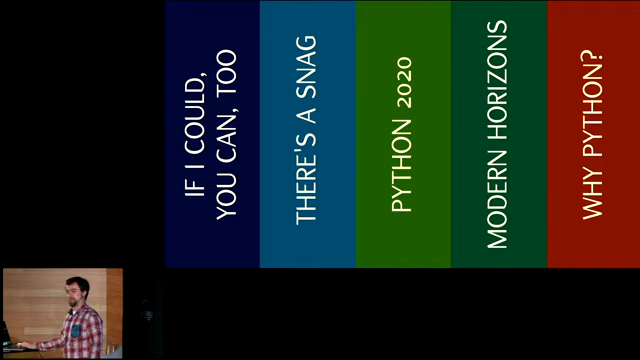 IF I COULD,
YOU CAN, TOO
THERE'S A SNAG
PYTHON 2020
MODERN HORIZONS
WHY PYTHON?